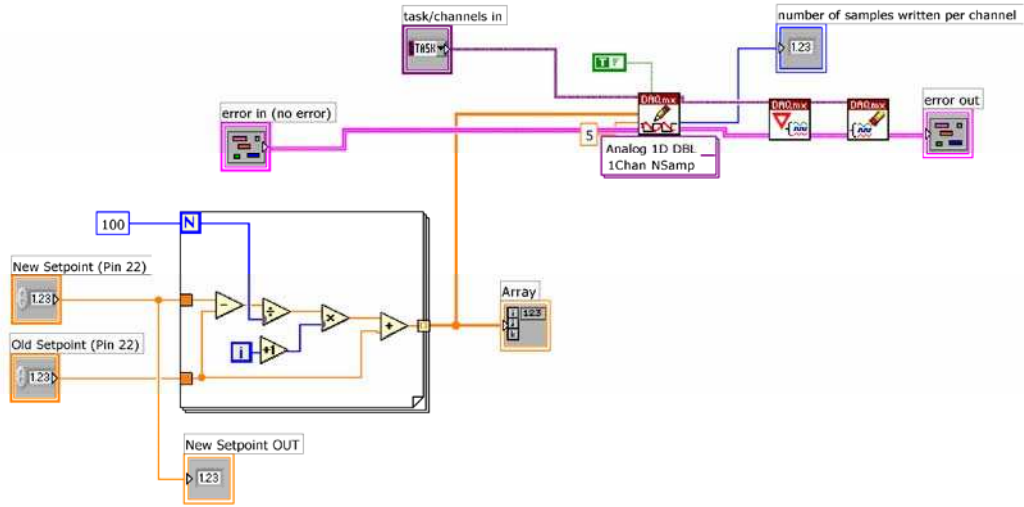 task/channels in
number of samples written per channel
TASK
1.23
T F
DAQmx
DAQmx
DAQmx
error out
error in (no error)
5
Analog 1D DBL
1Chan NSamp
100
N
New Setpoint (Pin 22)
1.23
Array
123
i
+1
Old Setpoint (Pin 22)
1.23
New Setpoint OUT
1.23